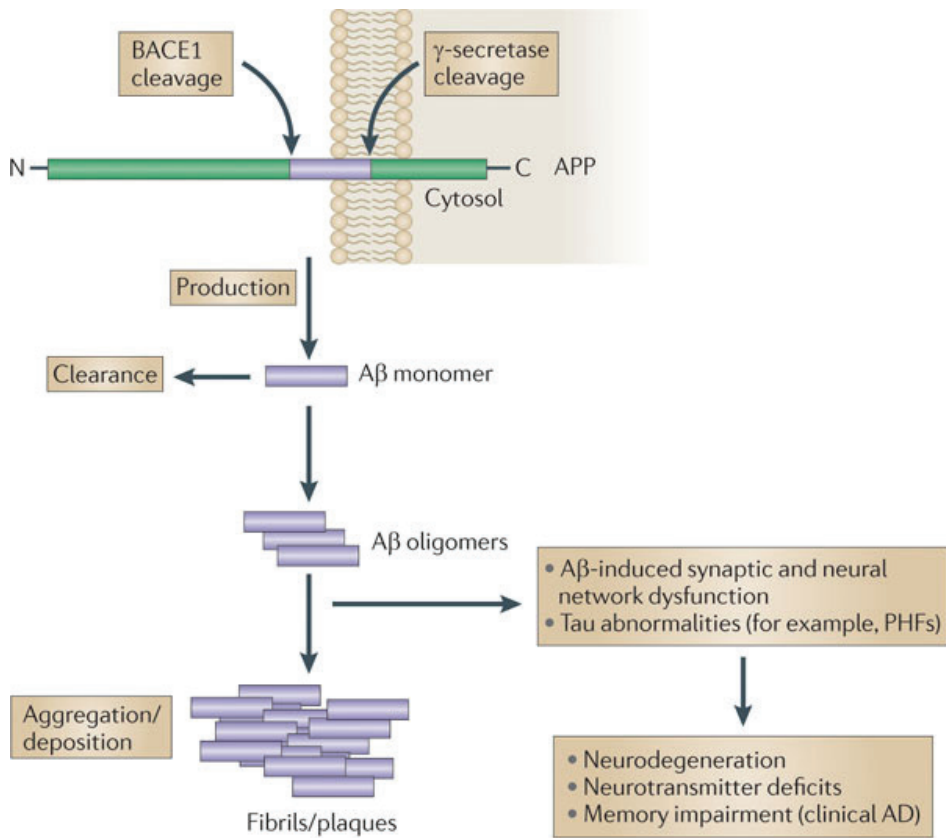 BACE1
cleavage
γ-secretase
cleavage
N
C
APP
Cytosol
Production
Clearance
Aβ monomer
Aβ oligomers
• Aβ-induced synaptic and neural
network dysfunction
• Tau abnormalities (for example, PHFs)
Aggregation/
deposition
Fibrils/plaques
• Neurodegeneration
• Neurotransmitter deficits
• Memory impairment (clinical AD)